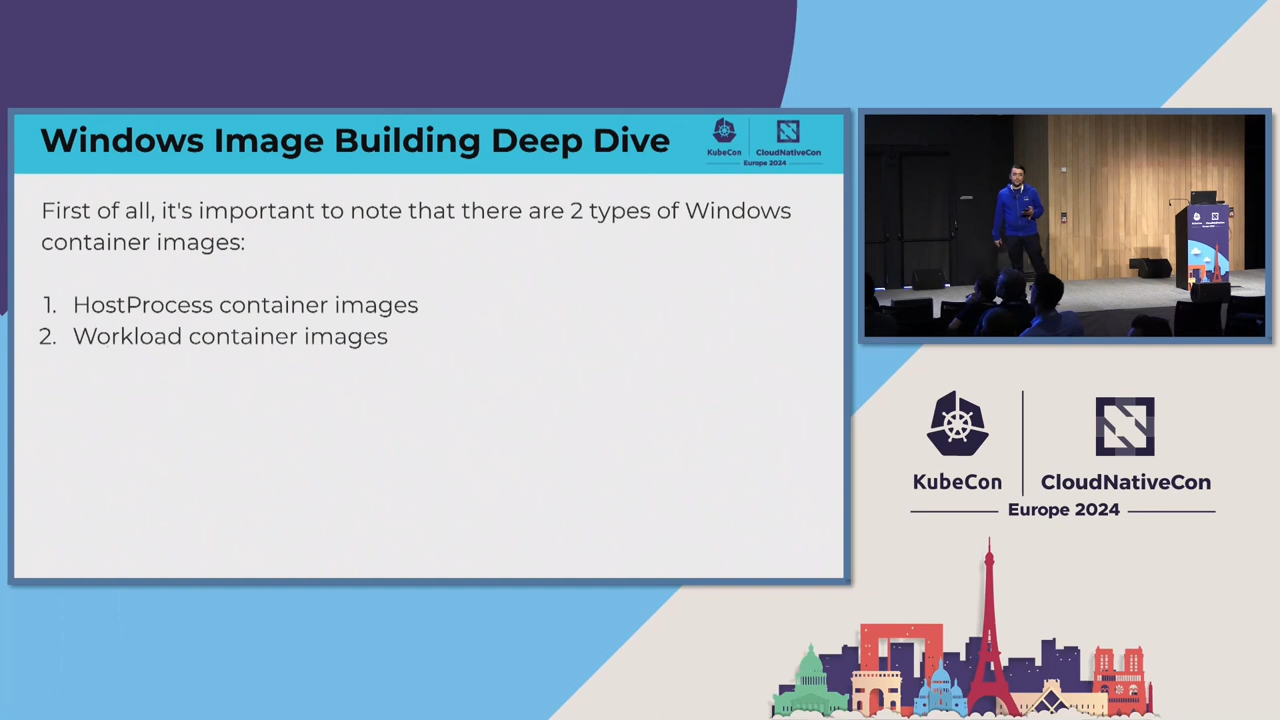 Windows Image Building Deep Dive
KubeCon
CloudNativeCon
Europe 2024
First of all, it's important to note that there are 2 types of Windows
container images:
1. HostProcess container images
2. Workload container images
KubeCon
CloudNativeCon
Europe 2024